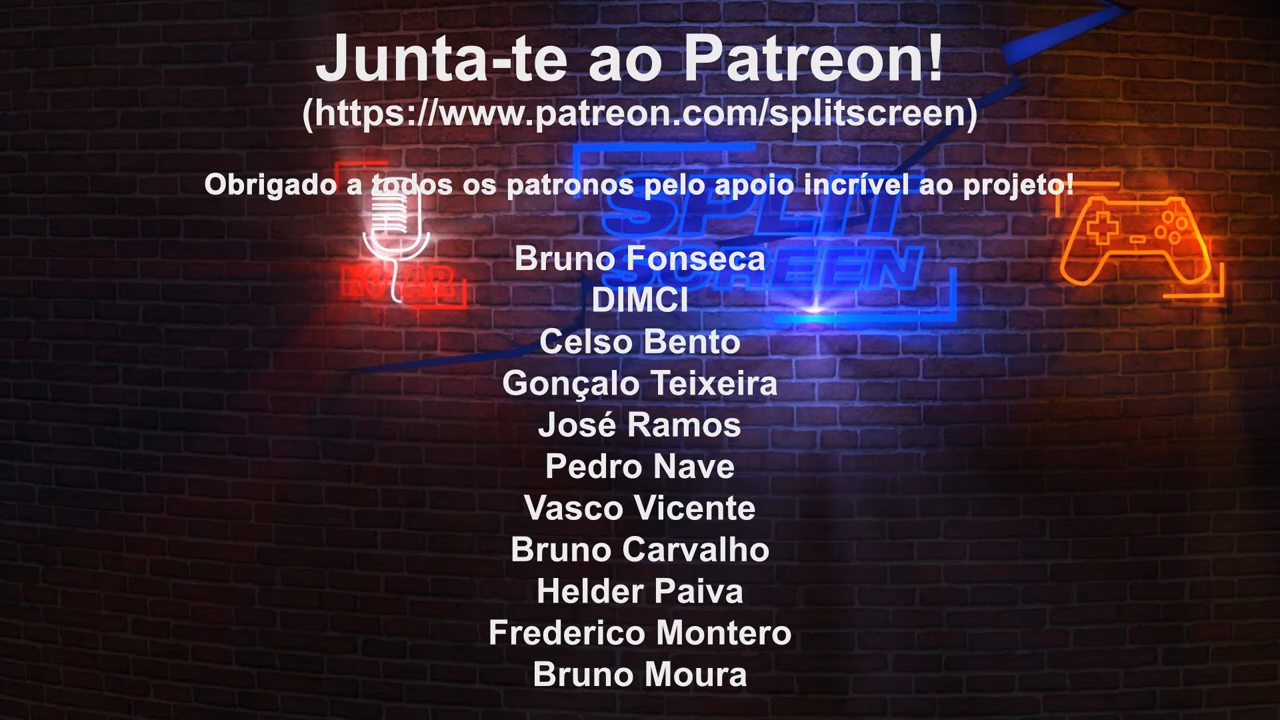 Junta-te ao Patreon!
(https://www.patreon.com/splitscreen)
Obrigado a todos os patronos pelo apoio incrível ao projeto!
SPLIT
SCREEN
Bruno Fonseca
DIMCI
Celso Bento
Gonçalo Teixeira
José Ramos
Pedro Nave
Vasco Vicente
Bruno Carvalho
Helder Paiva
Frederico Montero
Bruno Moura